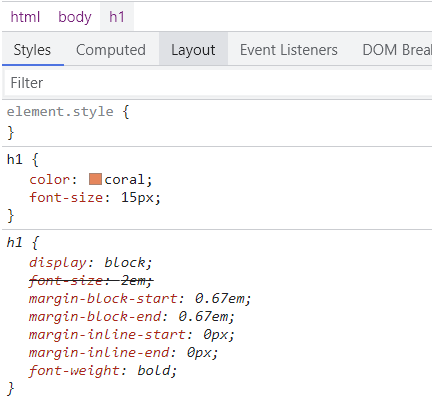 html body h1
Styles Computed Layout Event Listeners DOM Brea
Filter
element.style {
}
h1 {
color: coral;
font-size: 15px;
}
h1 {
display: block;
font-size: 2em;
margin-block-start: 0.67em;
margin-block-end: 0.67em;
margin-inline-start: 0px;
margin-inline-end: 0px;
font-weight: bold;
}